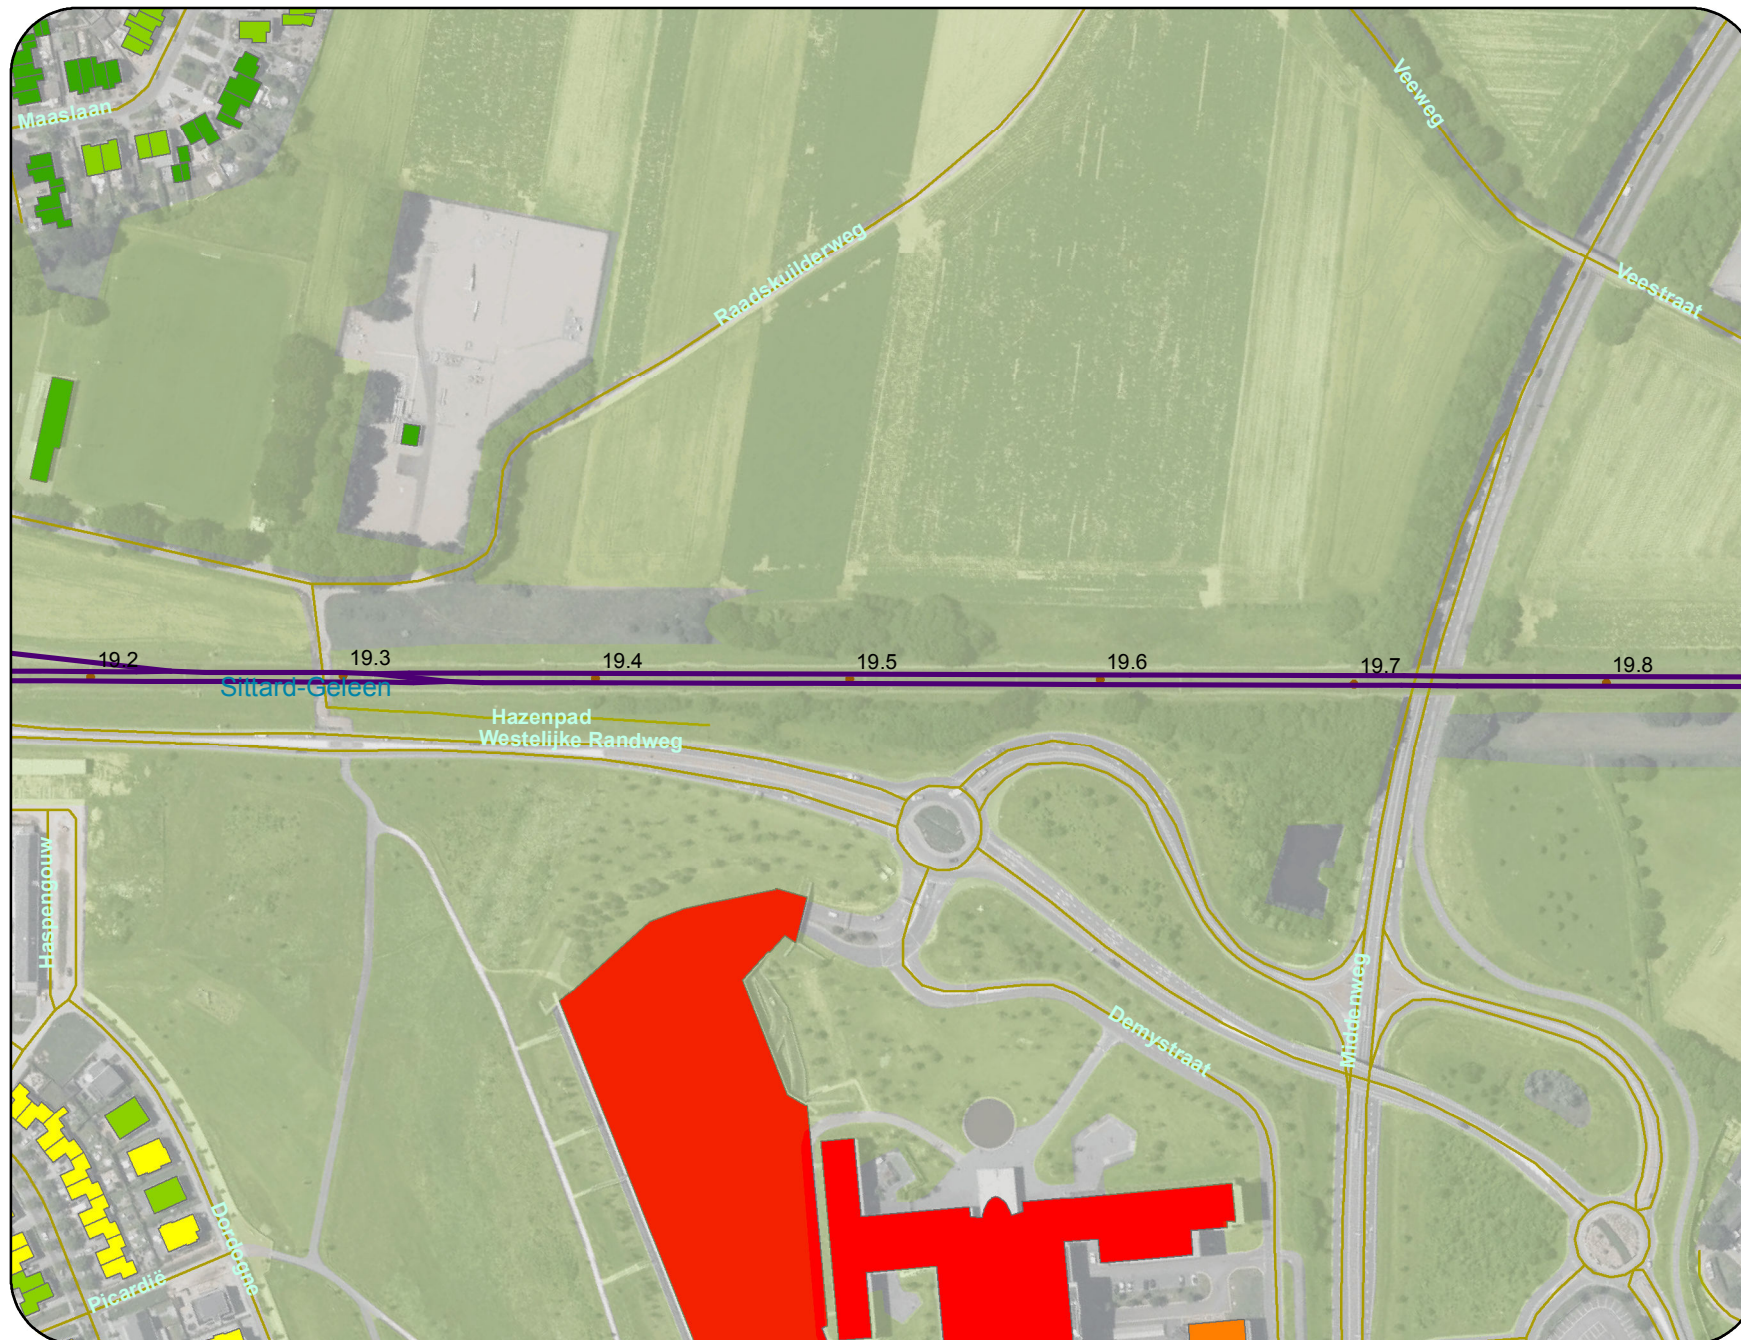 Maaslaan
Veeweg
Raadskuilderweg
Veestraat
19.2
19.3
19.4
19.5
19.6
19.7
19.8
Sittard-Geleen
Hazenpad
Westelijke Randweg
Haspengouw
Middenweg
Demystraat
Dordogne
Picardië